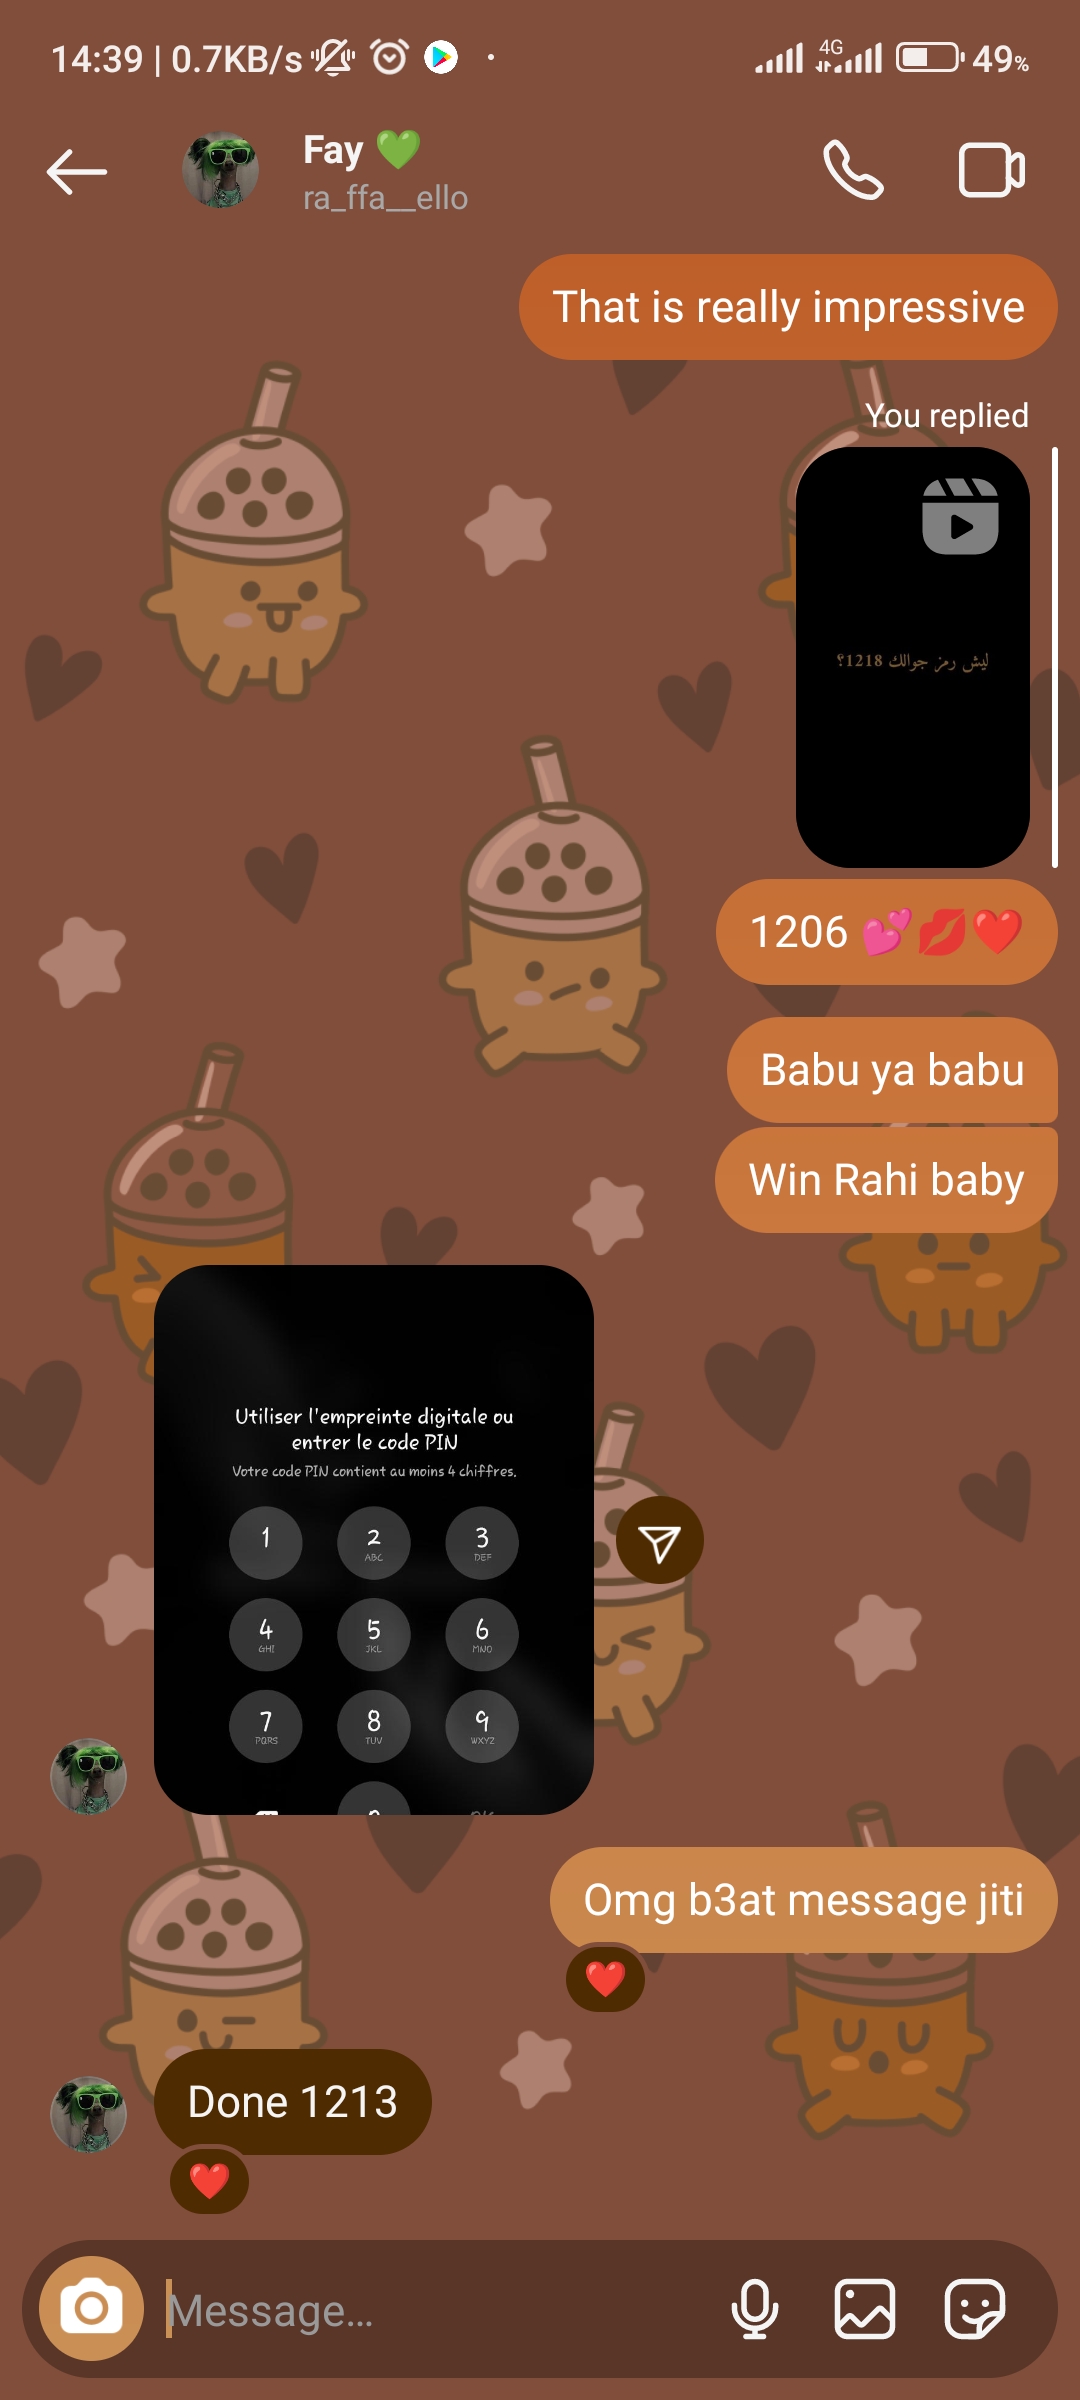 14:39 | 0.7KB/s
4G
49%
Fay 💚
ra_ffa__ello
That is really impressive
You replied
ليش رمز جوالك 1218؟
1206 💕💋❤️
Babu ya babu
Win Rahi baby
Utiliser l'empreinte digitale ou
entrer le code PIN
Votre code PIN contient au moins 4 chiffres.
1 2 3
ABC DEF
4 5 6
GHI JKL MNO
7 8 9
PQRS TUV WXYZ
Omg b3at message jiti
❤️
Done 1213
❤️
Message...